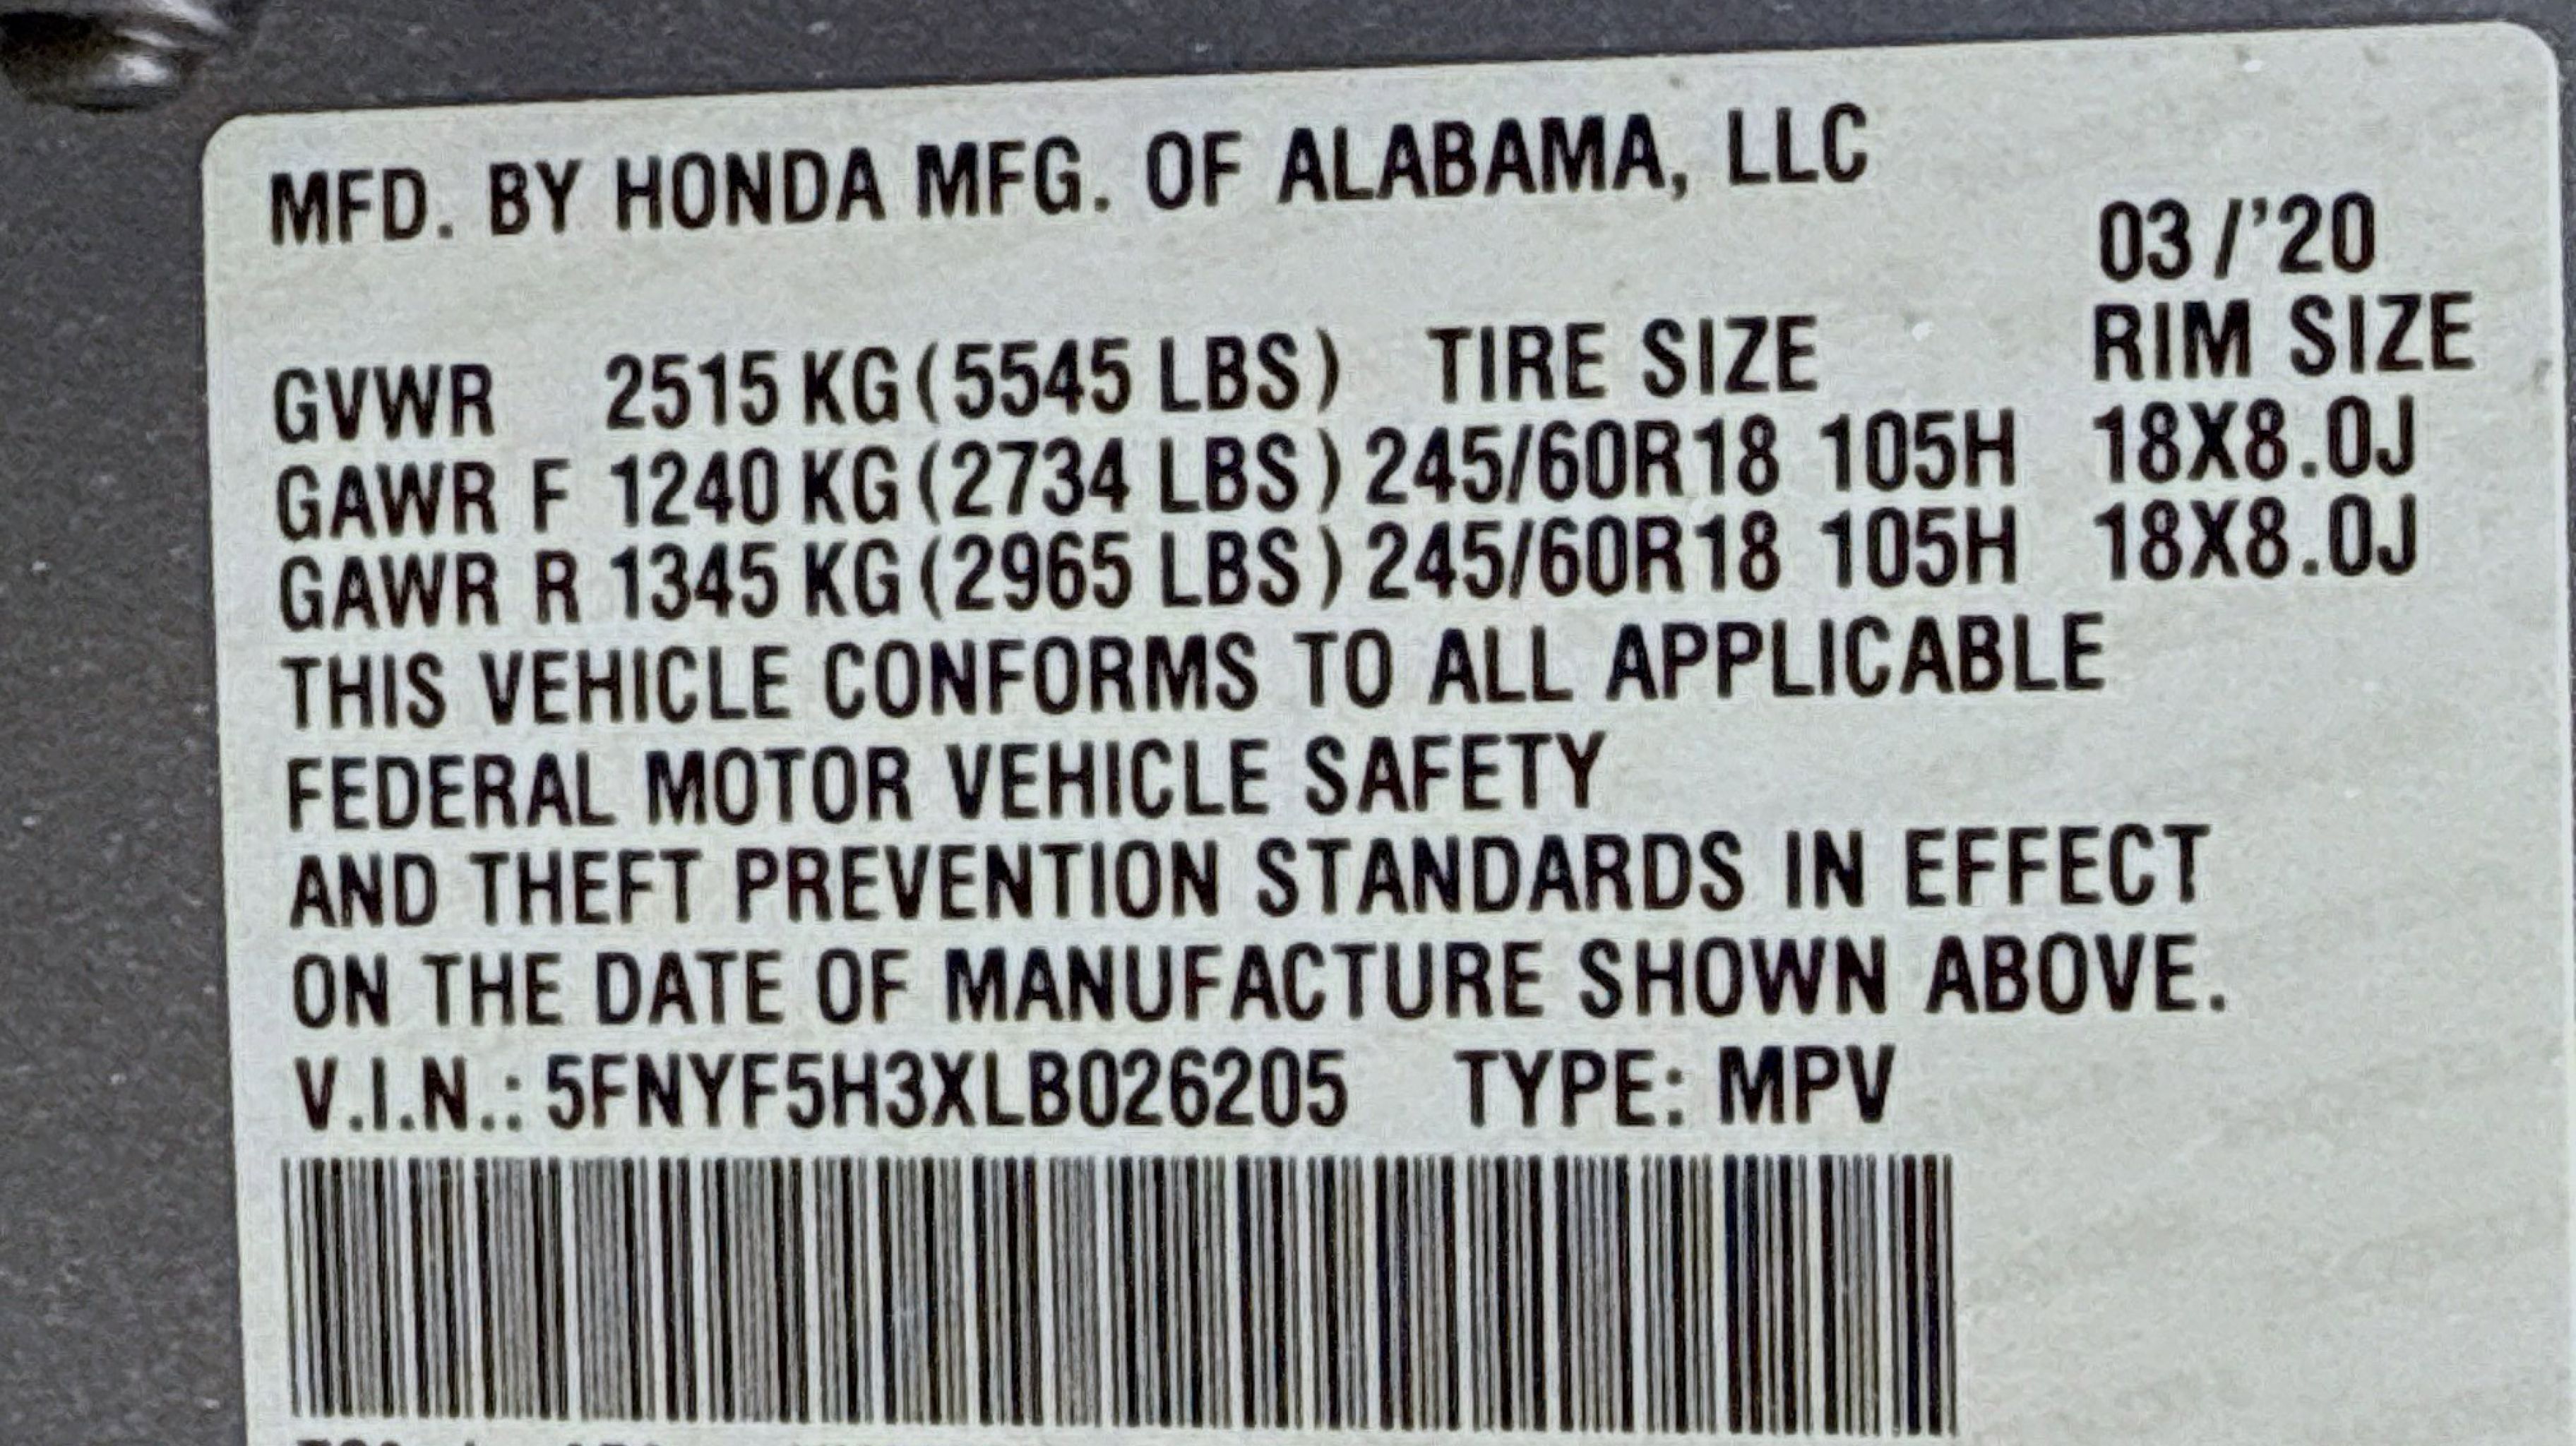 MFD. BY HONDA MFG. OF ALABAMA, LLC
03/'20
GVWR 2515 KG (5545 LBS) TIRE SIZE RIM SIZE
GAWR F 1240 KG (2734 LBS) 245/60R18 105H 18X8.0J
GAWR R 1345 KG (2965 LBS) 245/60R18 105H 18X8.0J
THIS VEHICLE CONFORMS TO ALL APPLICABLE
FEDERAL MOTOR VEHICLE SAFETY
AND THEFT PREVENTION STANDARDS IN EFFECT
ON THE DATE OF MANUFACTURE SHOWN ABOVE.
V.I.N.: 5FNYF5H3XLB026205 TYPE: MPV